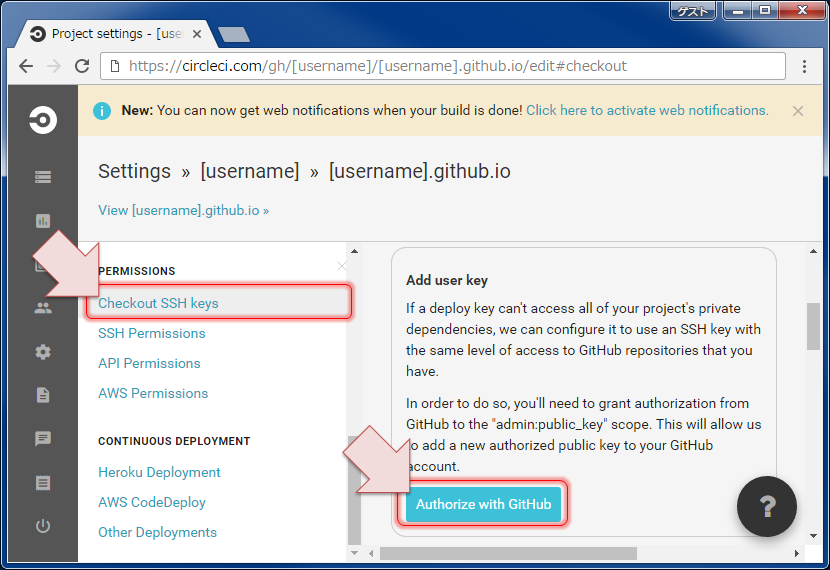 ゲスト
Project settings - [use
https://circleci.com/gh/[username]/[username].github.io/edit#checkout
New: You can now get web notifications when your build is done! Click here to activate web notifications.
Settings » [username] » [username].github.io
View [username].github.io »
PERMISSIONS
Checkout SSH keys
SSH Permissions
API Permissions
AWS Permissions
CONTINUOUS DEPLOYMENT
Heroku Deployment
AWS CodeDeploy
Other Deployments
Add user key
If a deploy key can't access all of your project's private
dependencies, we can configure it to use an SSH key with
the same level of access to GitHub repositories that you
have.
In order to do so, you'll need to grant authorization from
GitHub to the "admin:public_key" scope. This will allow us
to add a new authorized public key to your GitHub
account.
Authorize with GitHub
?